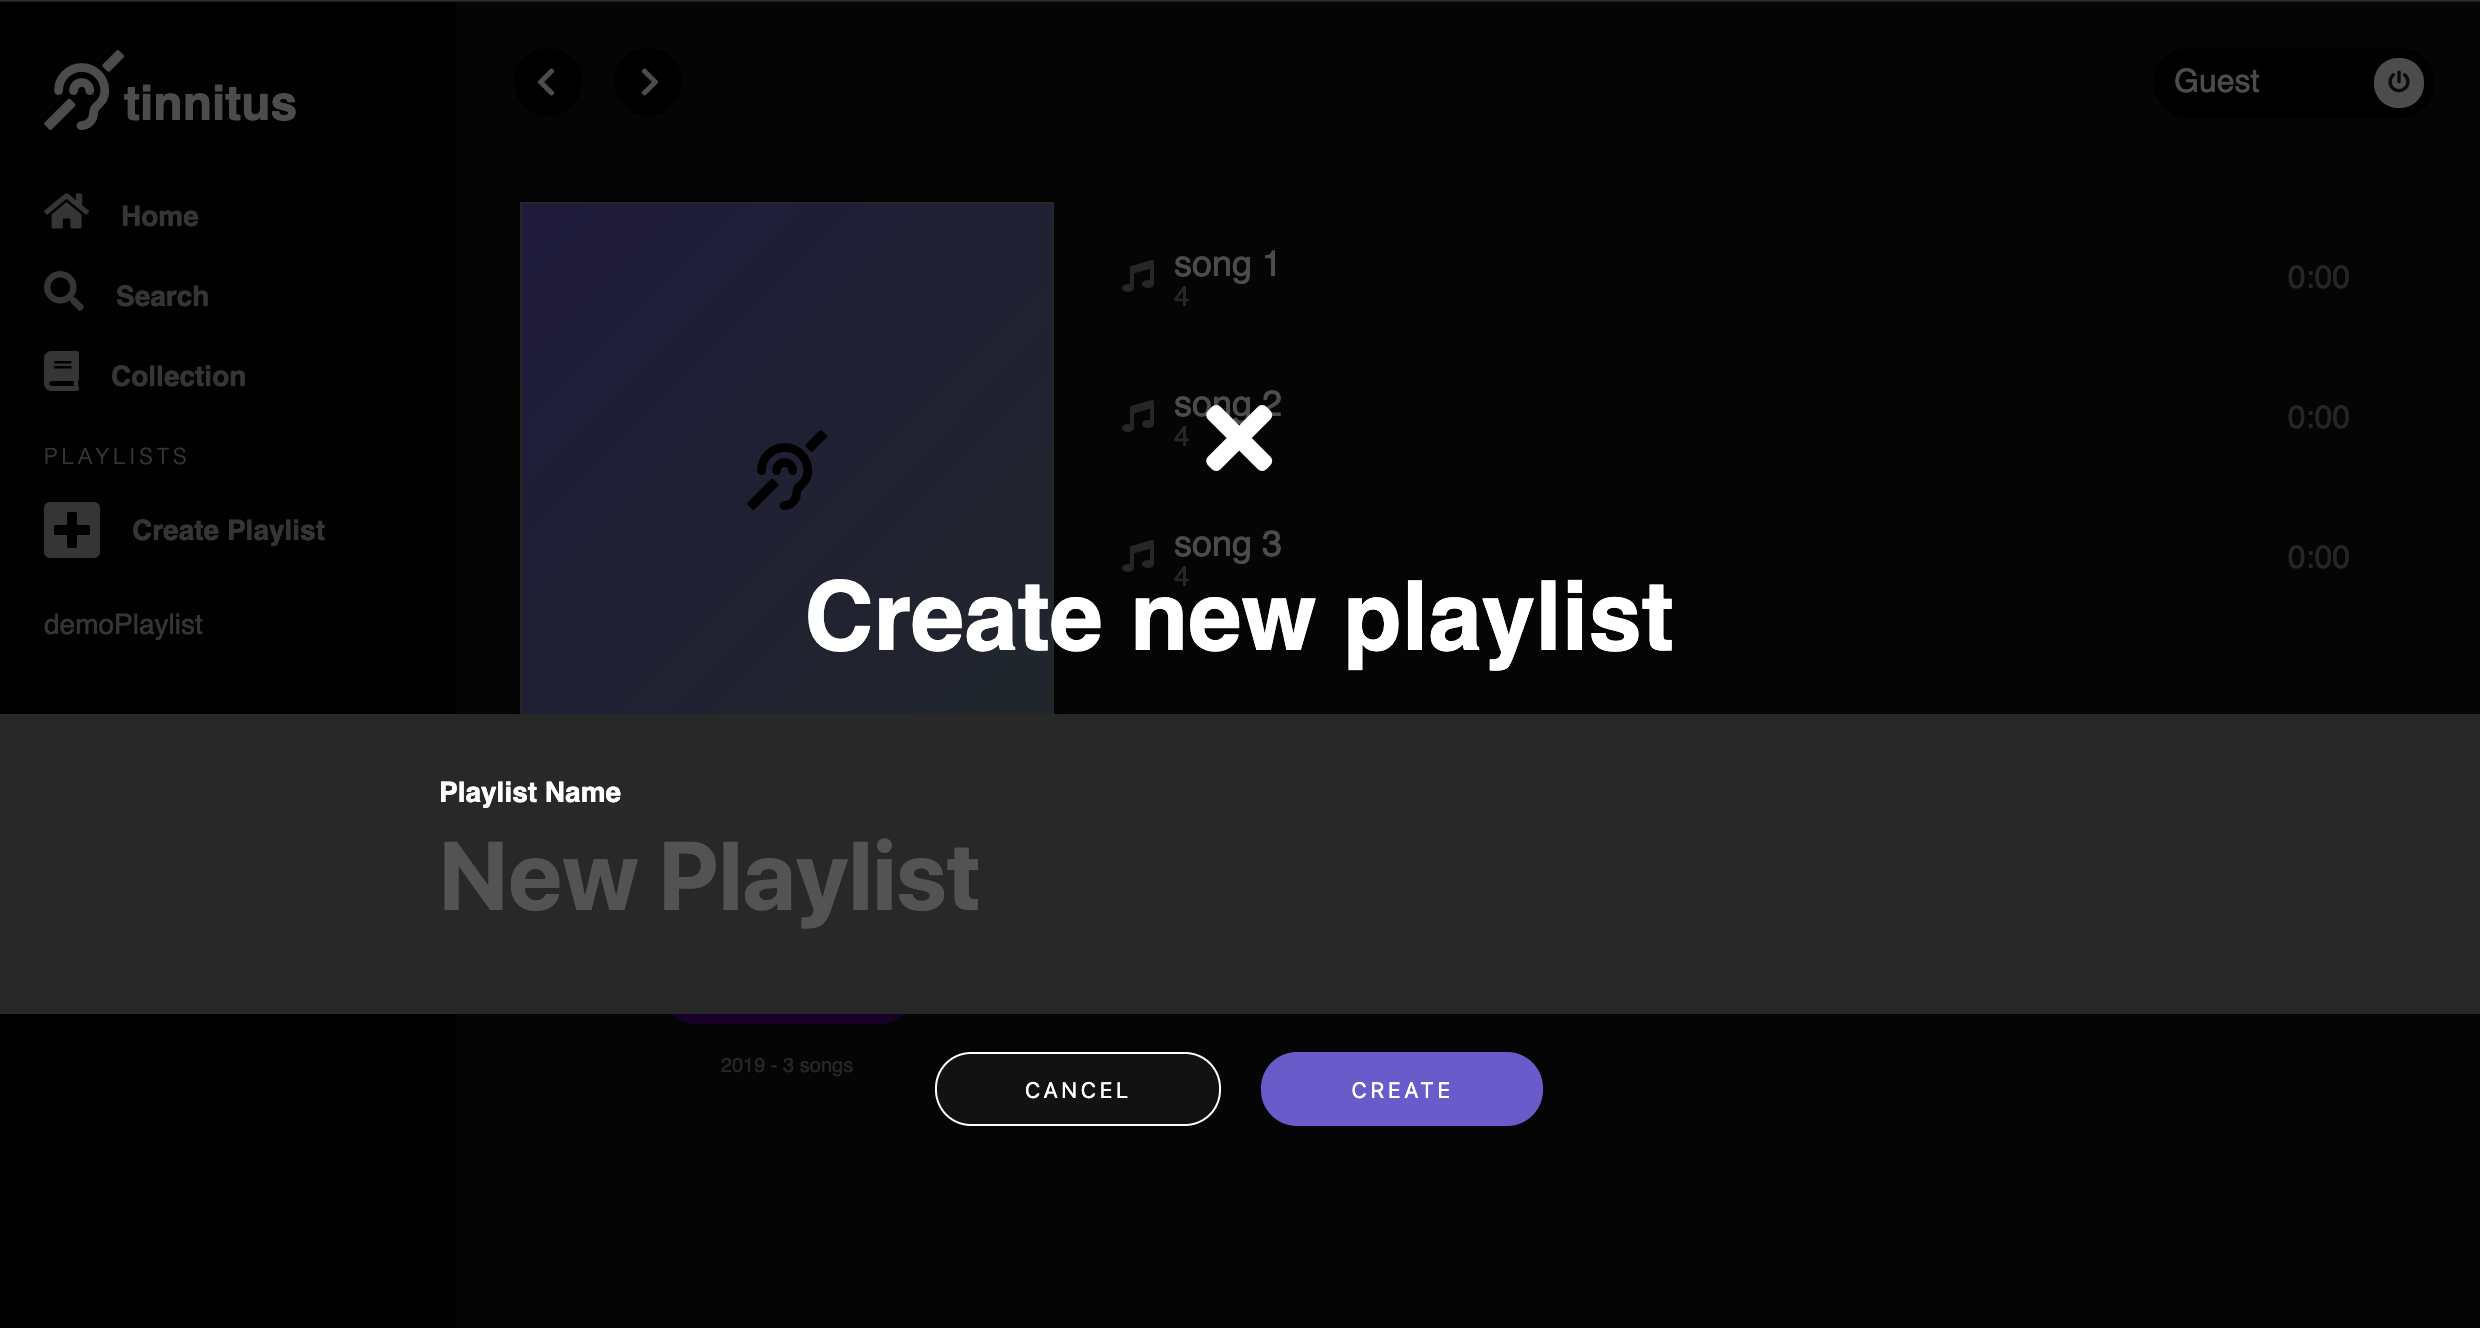 tinnitus
Guest
Home
Search
Collection
PLAYLISTS
Create Playlist
demoPlaylist
song 1
4
0:00
song 2
4
0:00
song 3
4
0:00
Create new playlist
Playlist Name
New Playlist
2019 - 3 songs
CANCEL
CREATE